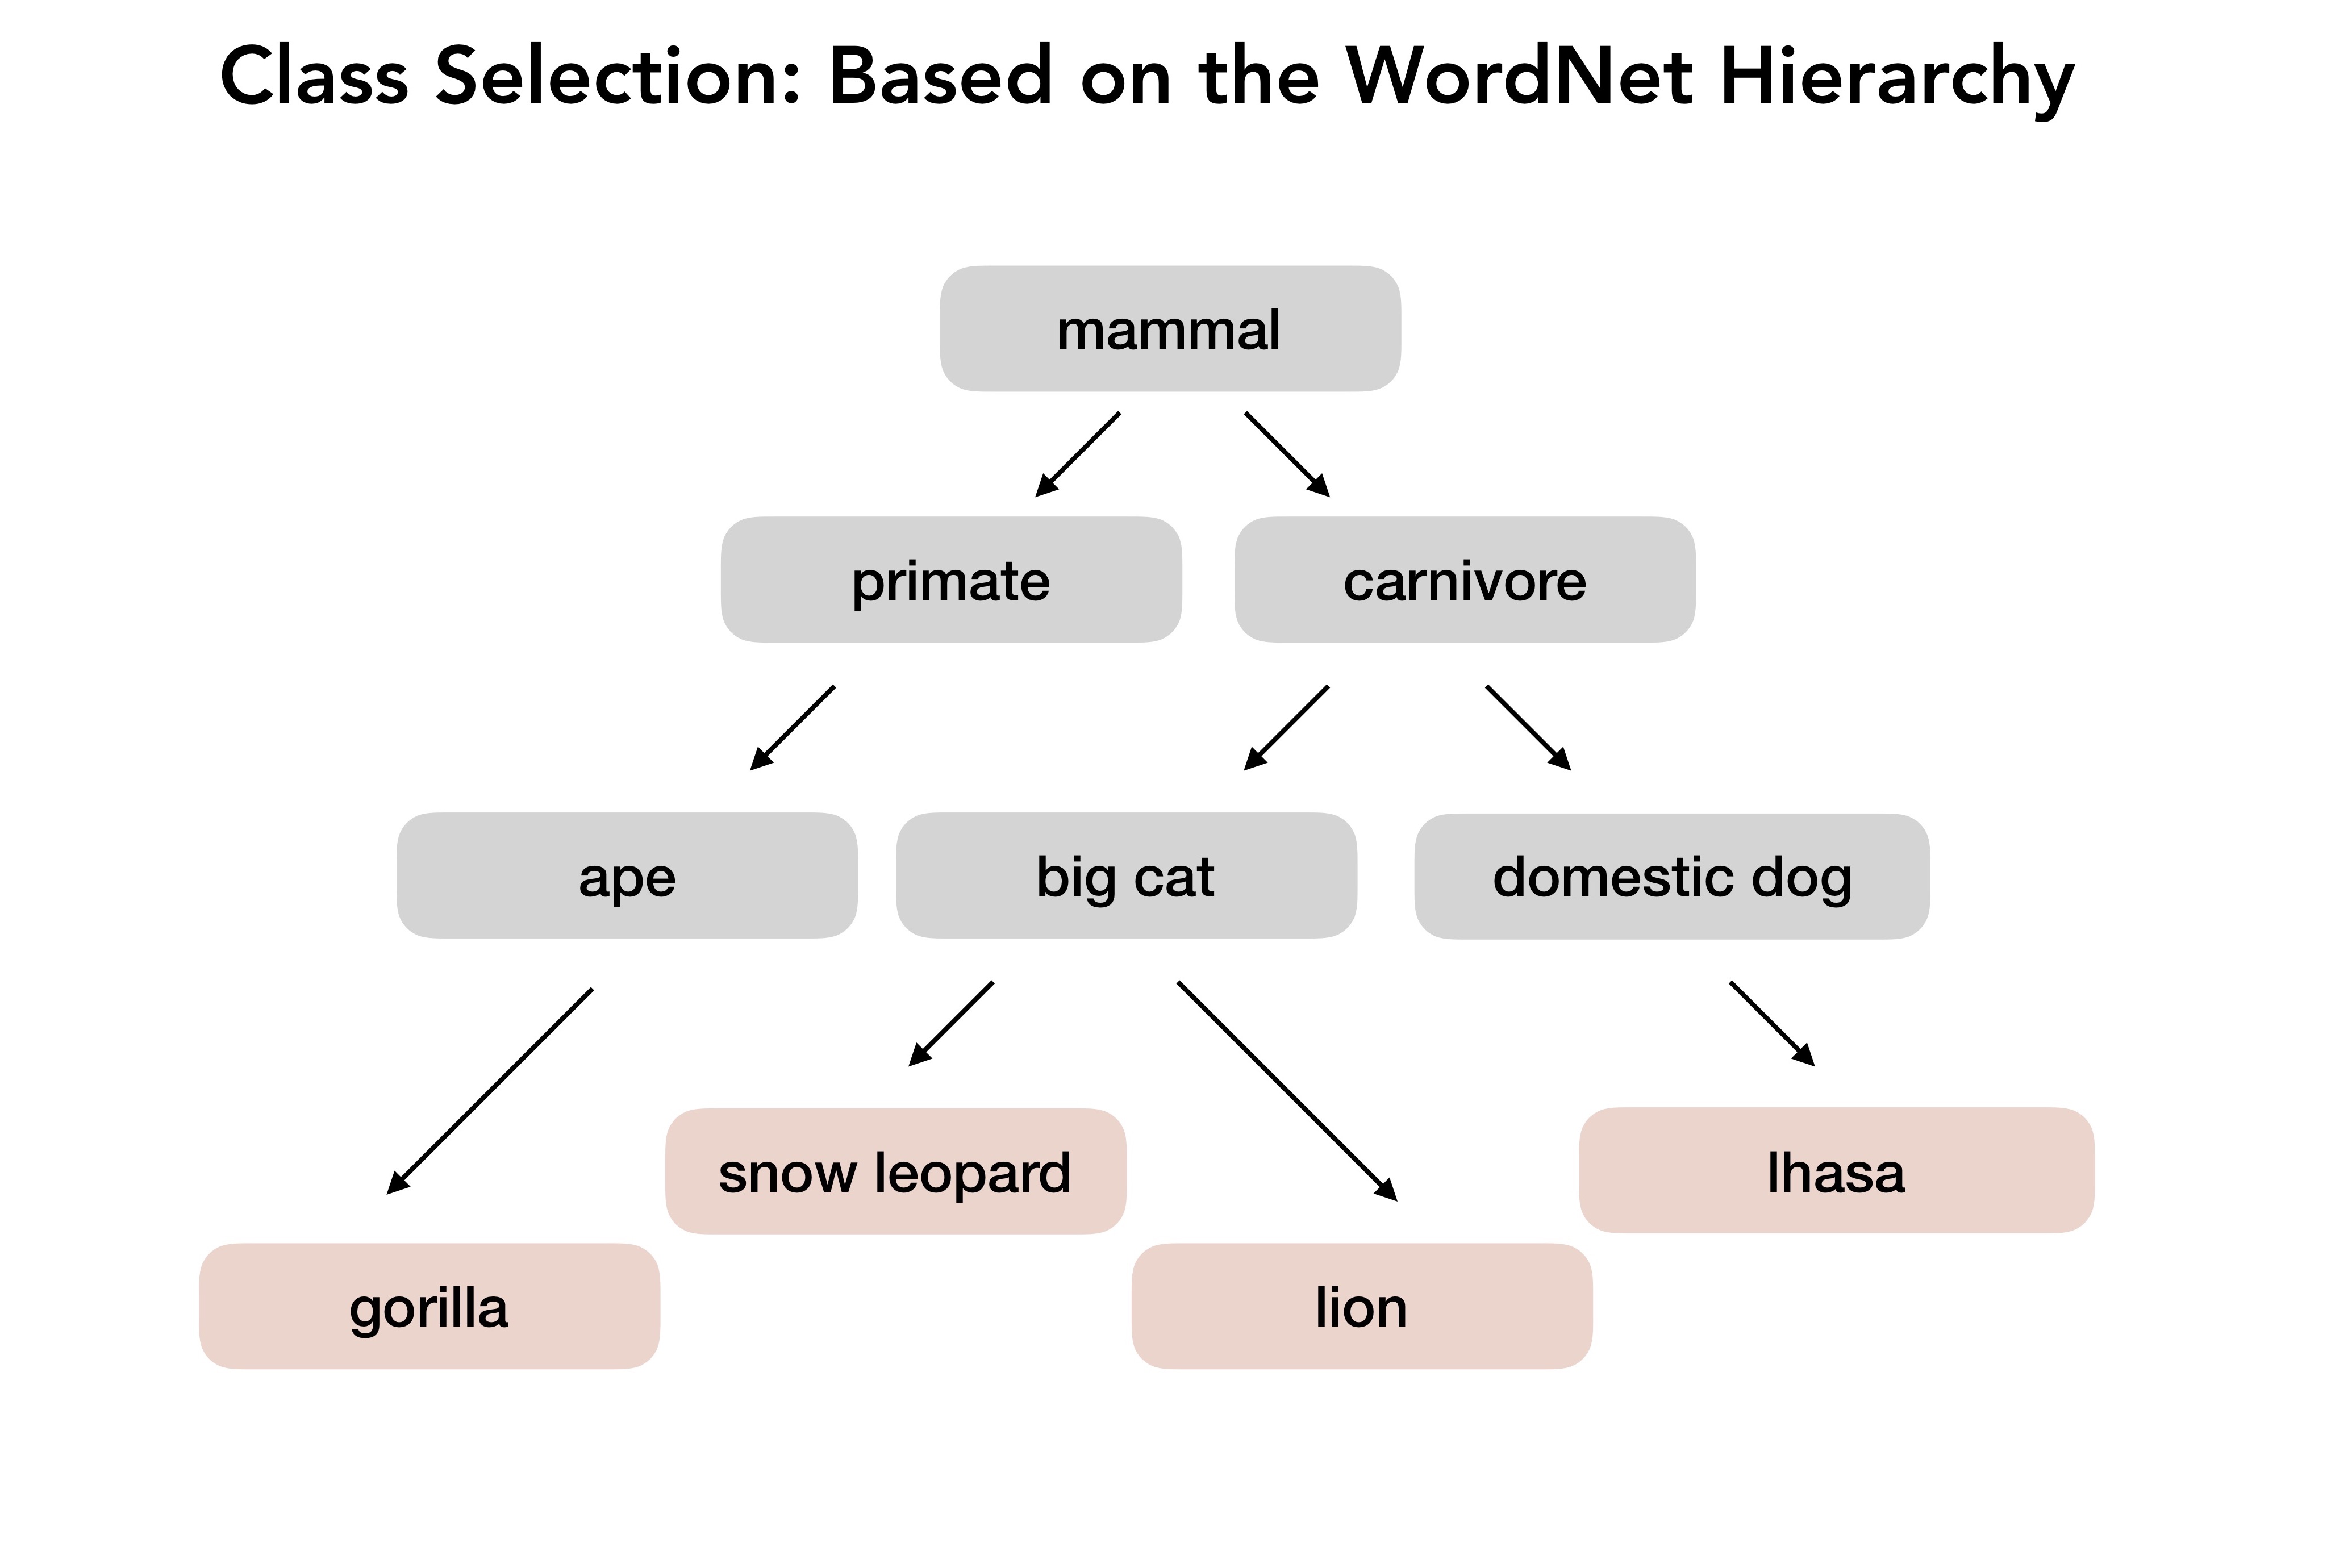 Class Selection: Based on the WordNet Hierarchy
mammal
primate
carnivore
ape
big cat
domestic dog
snow leopard
lhasa
gorilla
lion